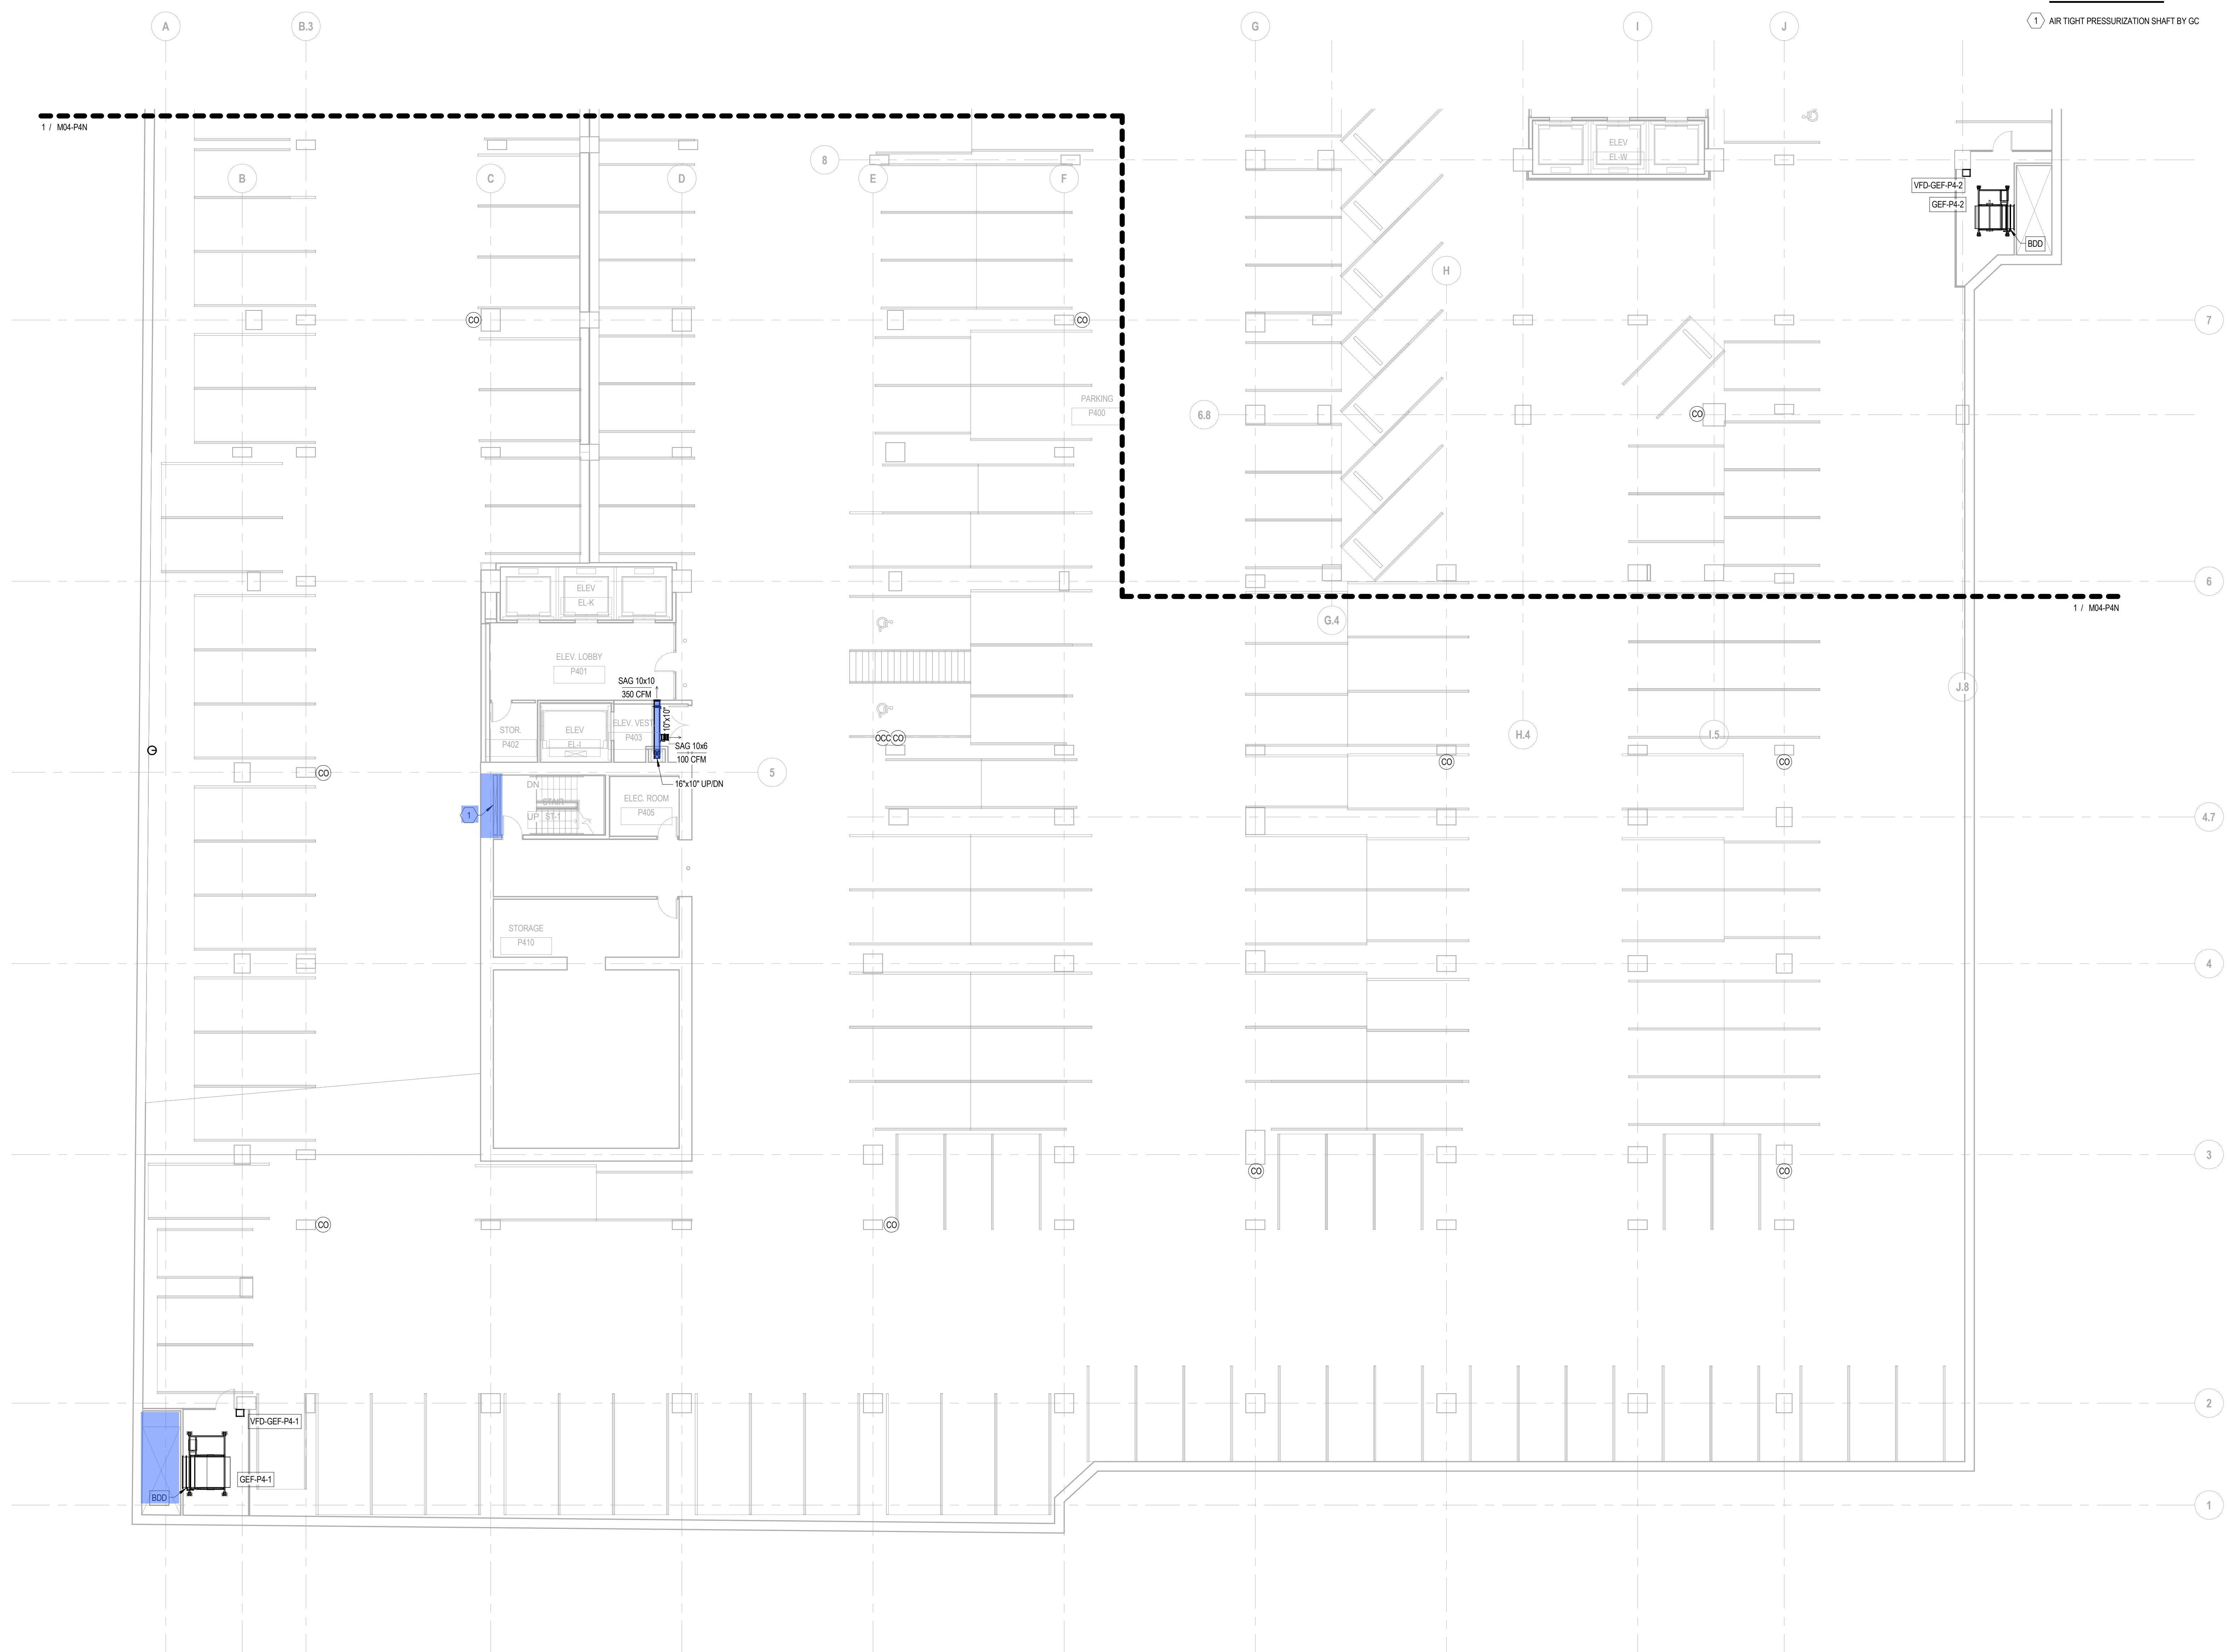 1 AIR TIGHT PRESSURIZATION SHAFT BY GC
A
B.3
G
I
J
1 / M04-P4N
ELEV
EL-W
8
B
C
D
E
F
VFD-GEF-P4-2
GEF-P4-2
BDD
H
CO
CO
7
PARKING
P400
6.8
CO
ELEV
EL-K
6
1 / M04-P4N
G.4
ELEV. LOBBY
P401
SAG 10x10
350 CFM
J.8
10"x10"
STOR.
P402
ELEV
EL-I
ELEV. VEST
P403
SAG 10x6
100 CFM
OCC
CO
H.4
I.5
CO
CO
CO
5
16"x10" UP/DN
DN
STAIR
UP
ST-1
ELEC. ROOM
P405
1
4.7
STORAGE
P410
4
3
CO
CO
CO
CO
2
VFD-GEF-P4-1
GEF-P4-1
BDD
1